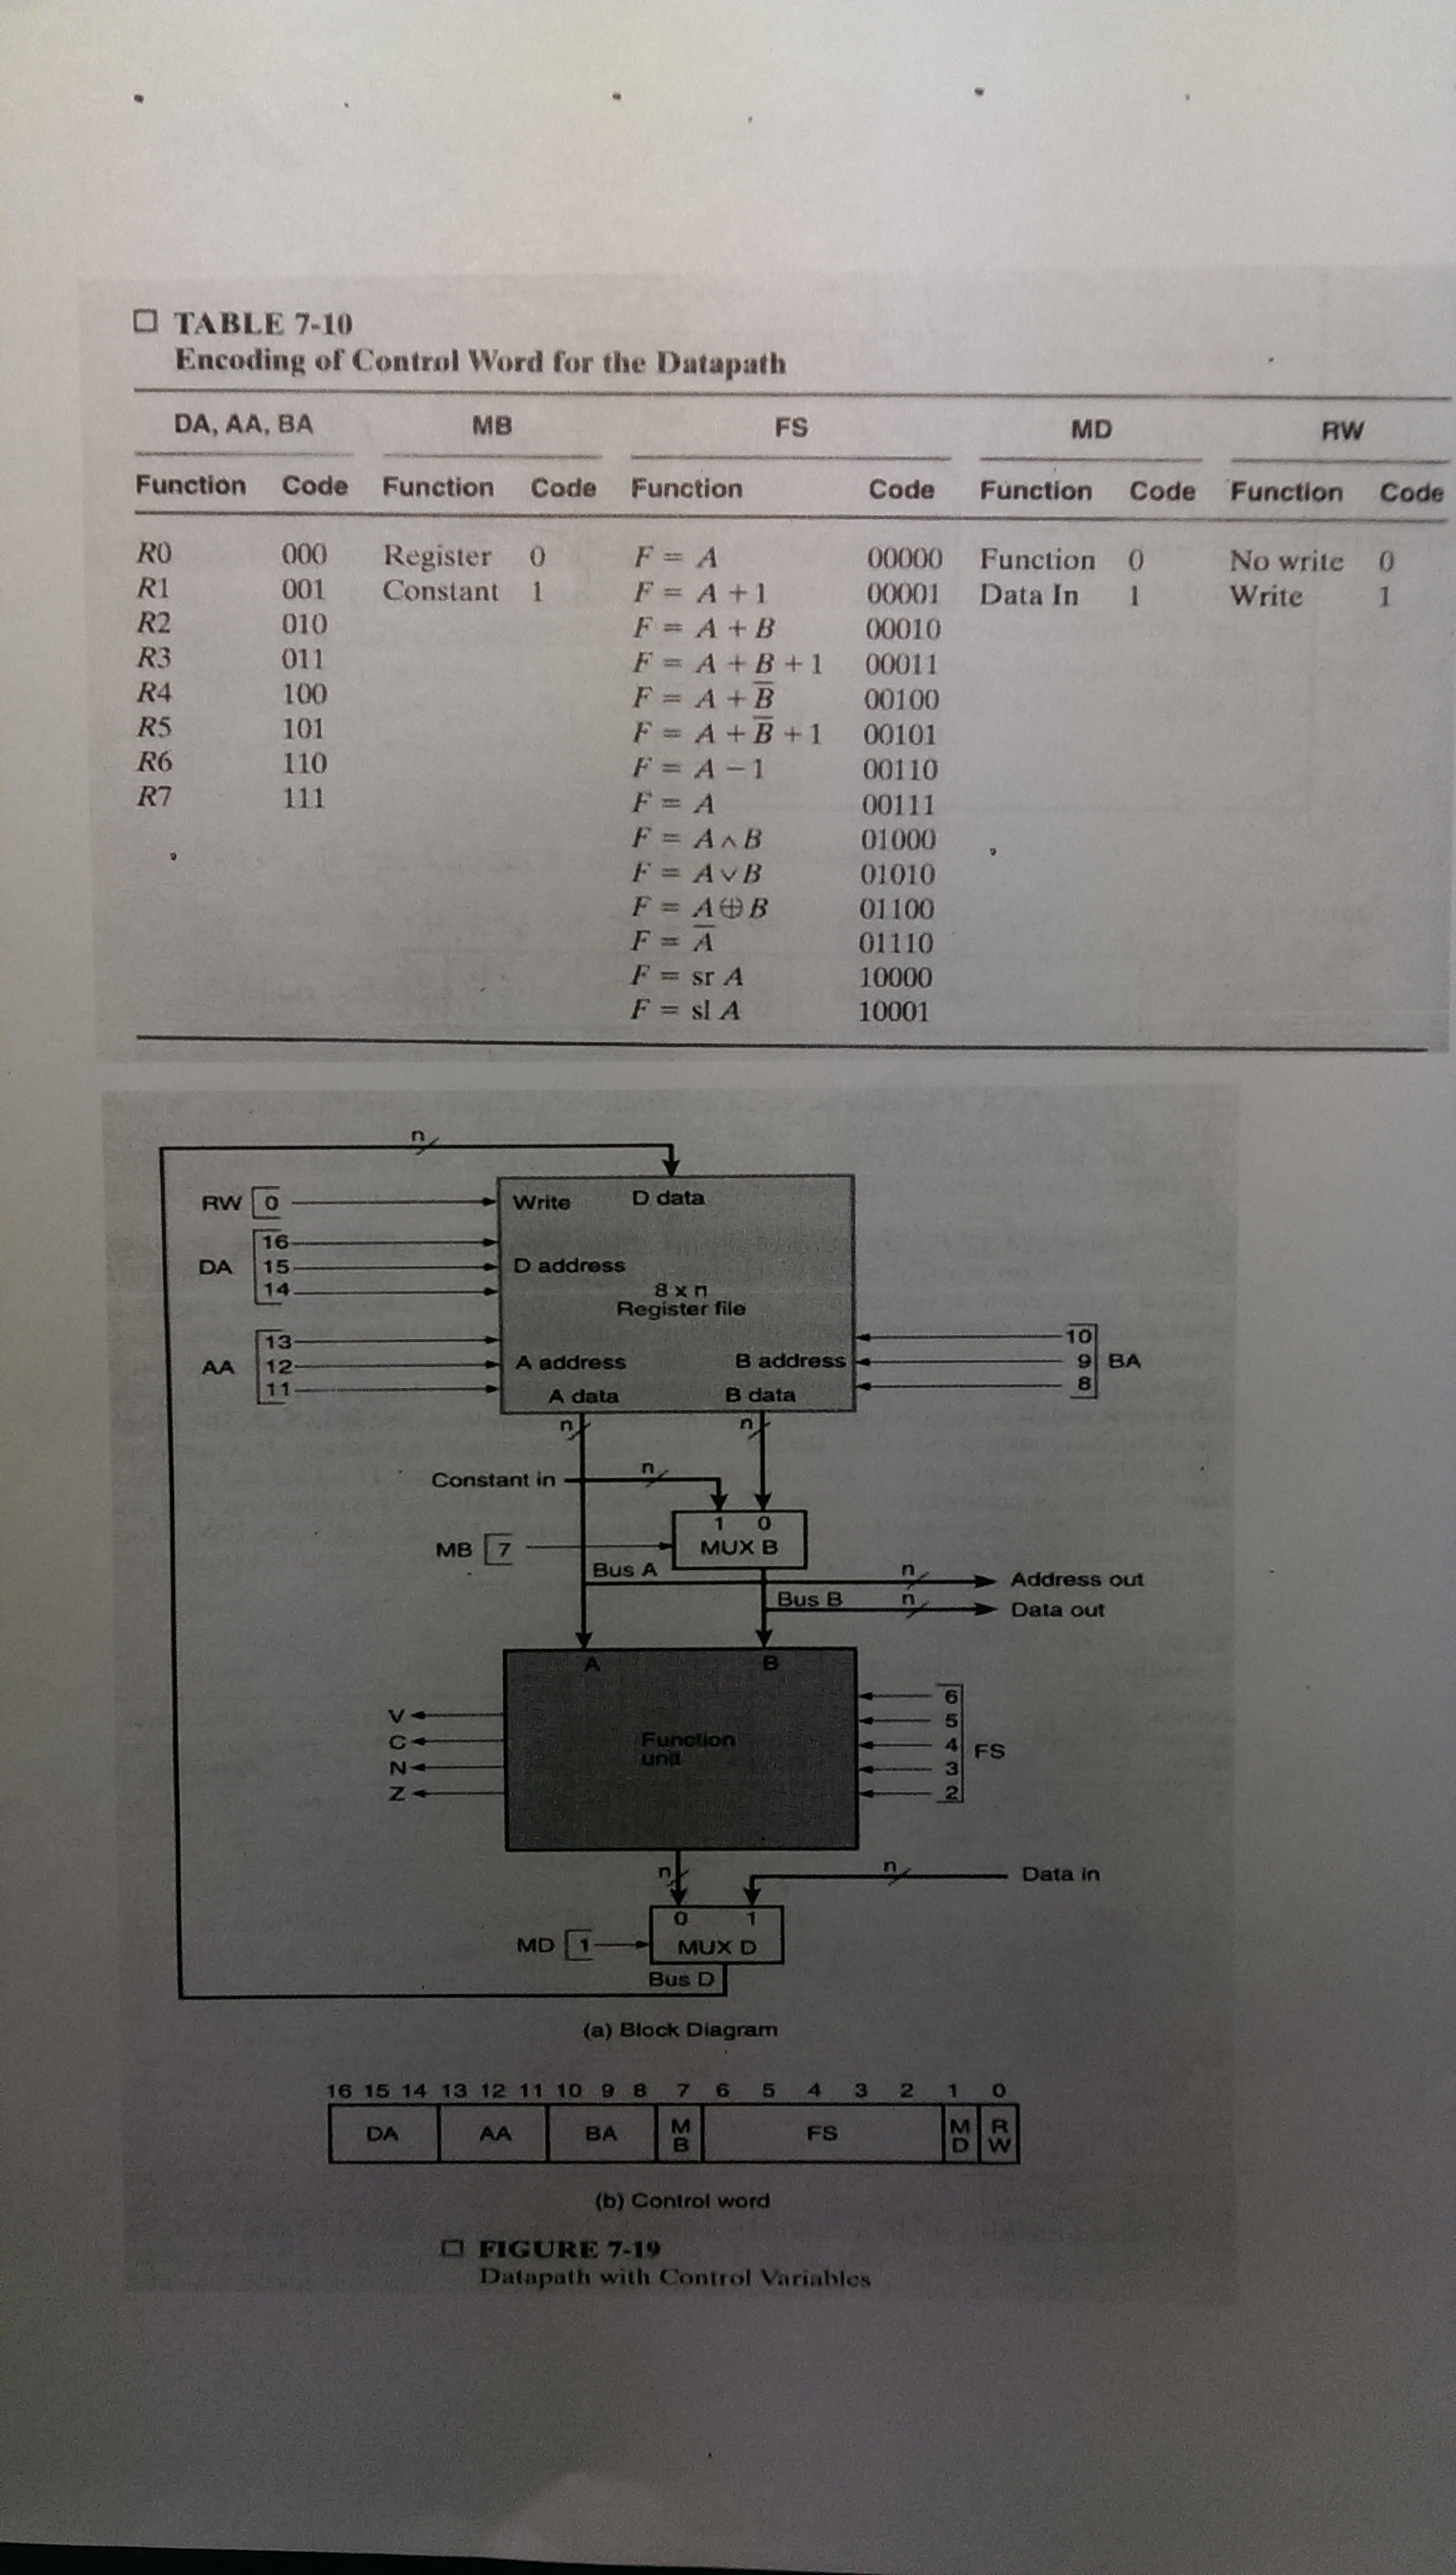 TABLE 7-10
Encoding of Control Word for the Datapath
DA, AA, BA MB FS MD RW
Function Code Function Code Function Code Function Code Function Code
R0 000 Register 0 F = A 00000 Function 0 No write 0
R1 001 Constant 1 F = A + 1 00001 Data In 1 Write 1
R2 010 F = A + B 00010
R3 011 F = A + B + 1 00011
R4 100 F = A + B̅ 00100
R5 101 F = A + B̅ + 1 00101
R6 110 F = A − 1 00110
R7 111 F = A 00111
F = A ∧ B 01000
F = A ∨ B 01010
F = A ⊕ B 01100
F = A̅ 01110
F = sr A 10000
F = sl A 10001
n
RW 0 Write D data
16
DA 15 D address
14 8 x n
Register file
13 10
AA 12 A address B address 9 BA
11 A data B data 8
n n
Constant in n
1 0
MB 7 MUX B
Bus A n Address out
Bus B n Data out
A B
6
V 5
C Function 4 FS
unit
N 3
Z 2
n n Data in
0 1
MD 1 MUX D
Bus D
(a) Block Diagram
16 15 14 13 12 11 10 9 8 7 6 5 4 3 2 1 0
DA AA BA MB FS MD RW
(b) Control word
FIGURE 7-19
Datapath with Control Variables